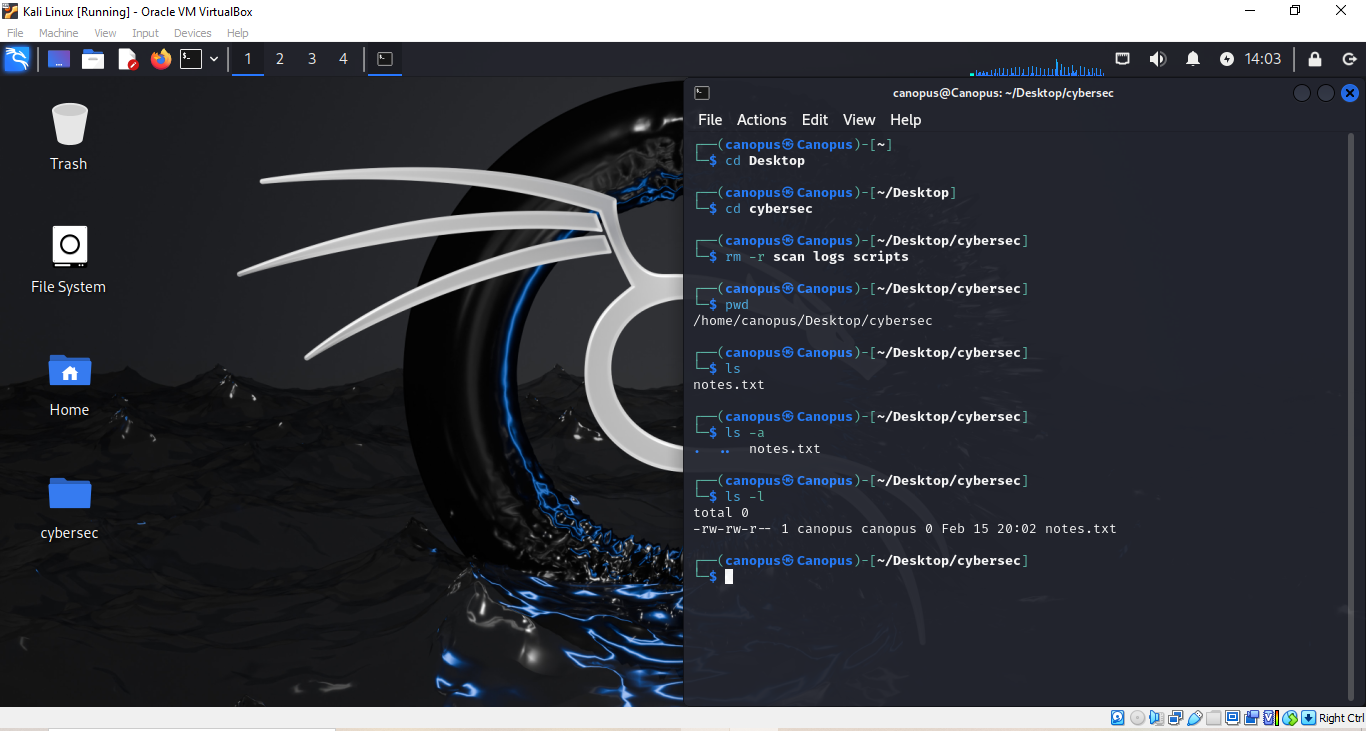 Kali Linux [Running] - Oracle VM VirtualBox
File Machine View Input Devices Help
1 2 3 4 14:03
canopus@Canopus: ~/Desktop/cybersec
File Actions Edit View Help
Trash
File System
Home
cybersec
┌──(canopus㉿Canopus)-[~]
└─$ cd Desktop
┌──(canopus㉿Canopus)-[~/Desktop]
└─$ cd cybersec
┌──(canopus㉿Canopus)-[~/Desktop/cybersec]
└─$ rm -r scan logs scripts
┌──(canopus㉿Canopus)-[~/Desktop/cybersec]
└─$ pwd
/home/canopus/Desktop/cybersec
┌──(canopus㉿Canopus)-[~/Desktop/cybersec]
└─$ ls
notes.txt
┌──(canopus㉿Canopus)-[~/Desktop/cybersec]
└─$ ls -a
. .. notes.txt
┌──(canopus㉿Canopus)-[~/Desktop/cybersec]
└─$ ls -l
total 0
-rw-rw-r-- 1 canopus canopus 0 Feb 15 20:02 notes.txt
┌──(canopus㉿Canopus)-[~/Desktop/cybersec]
└─$
Right Ctrl